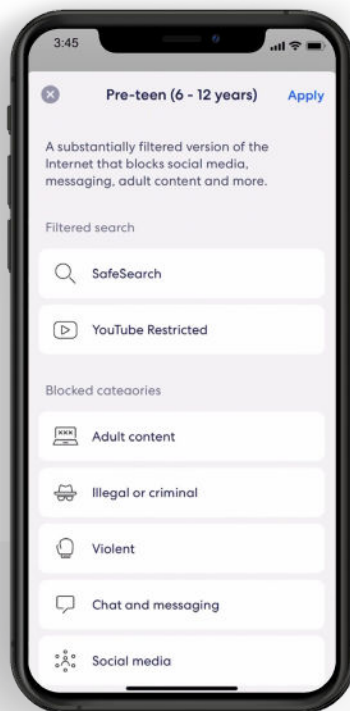 3:45
Pre-teen (6 - 12 years) Apply
A substantially filtered version of the
Internet that blocks social media,
messaging, adult content and more.
Filtered search
SafeSearch
YouTube Restricted
Blocked categories
XXX
Adult content
Illegal or criminal
Violent
Chat and messaging
Social media